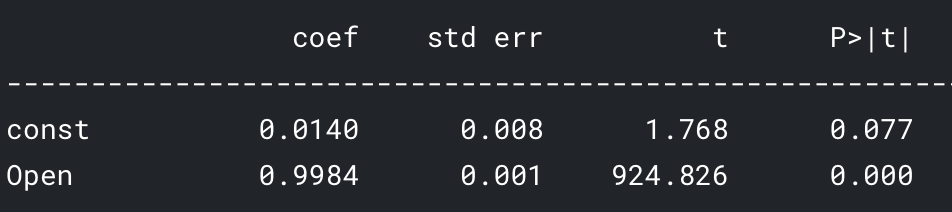 coef std err t P>|t|
--------------------------------------------------------
const 0.0140 0.008 1.768 0.077
Open 0.9984 0.001 924.826 0.000